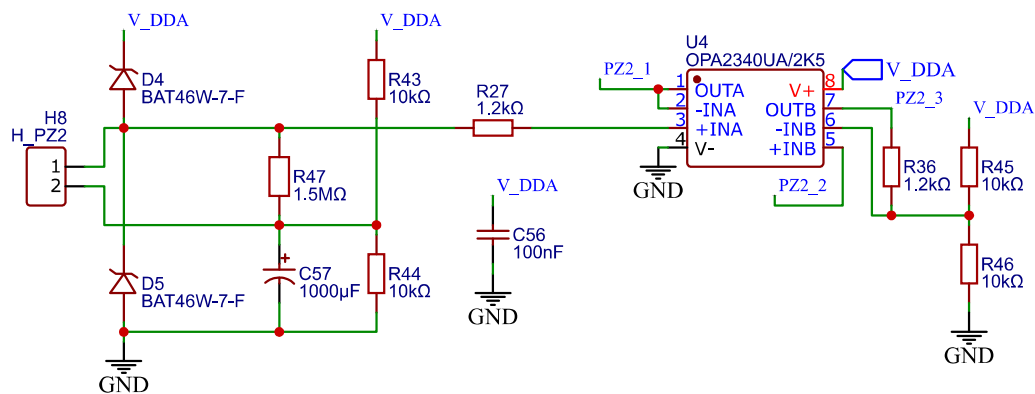 V_DDA
D4
BAT46W-7-F
H8
H_PZ2
1
2
R47
1.5MΩ
D5
BAT46W-7-F
C57
+
1000µF
GND
V_DDA
R43
10kΩ
R44
10kΩ
R27
1.2kΩ
V_DDA
C56
100nF
GND
U4
OPA2340UA/2K5
PZ2_1
1 OUTA V+ 8
2 -INA OUTB 7
3 +INA -INB 6
4 V- +INB 5
GND
V_DDA
PZ2_3
PZ2_2
R36
1.2kΩ
V_DDA
R45
10kΩ
R46
10kΩ
GND